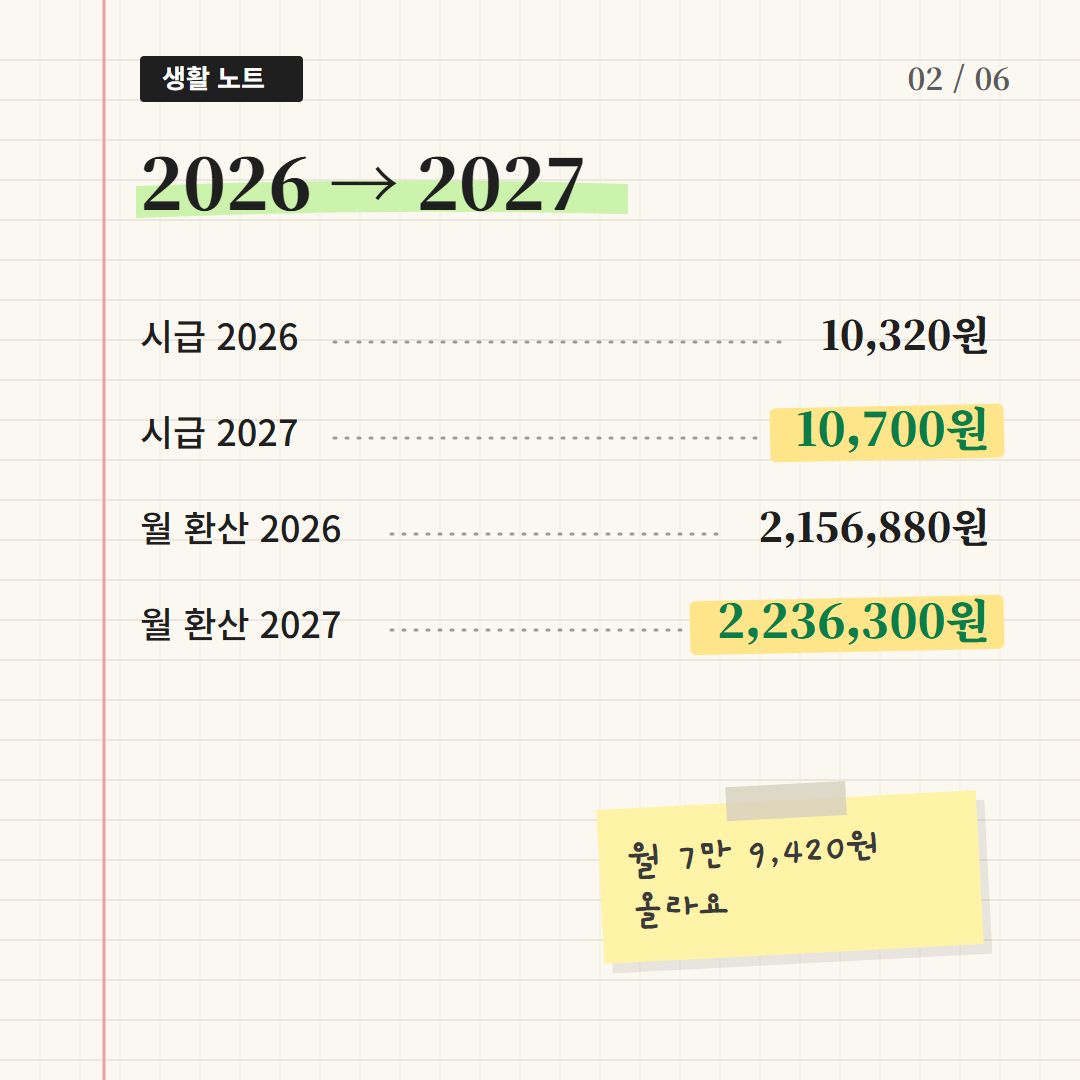 생활 노트
02 / 06
2026 → 2027
시급 2026 10,320원
시급 2027 10,700원
월 환산 2026 2,156,880원
월 환산 2027 2,236,300원
월 7만 9,420원
올라요